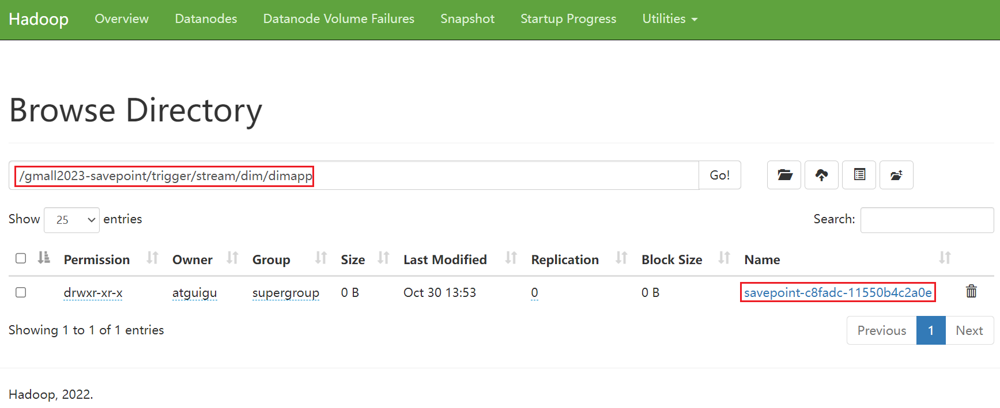 Hadoop Overview Datanodes Datanode Volume Failures Snapshot Startup Progress Utilities
Browse Directory
/gmall2023-savepoint/trigger/stream/dim/dimapp Go!
Show 25 entries Search:
Permission Owner Group Size Last Modified Replication Block Size Name
drwxr-xr-x atguigu supergroup 0 B Oct 30 13:53 0 0 B savepoint-c8fadc-11550b4c2a0e
Showing 1 to 1 of 1 entries Previous 1 Next
Hadoop, 2022.